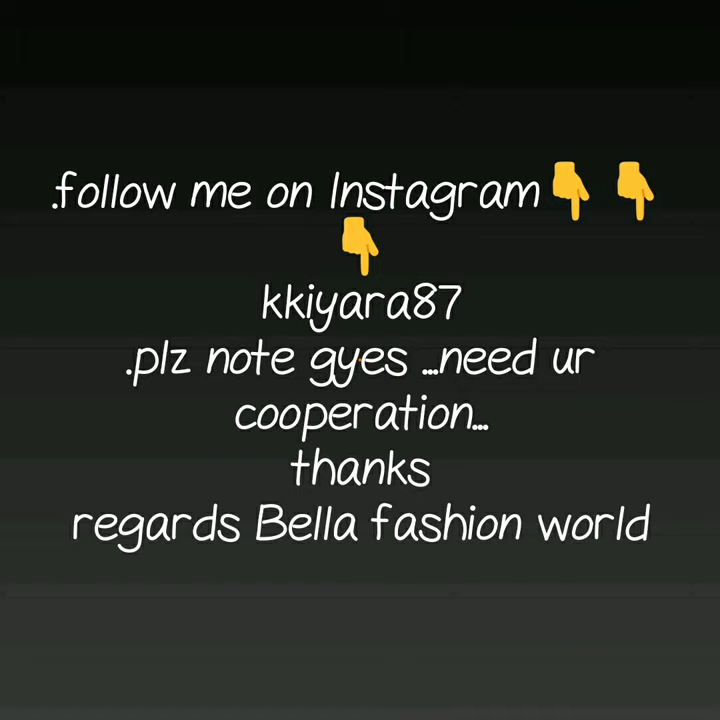 .follow me on Instagram👇 👇
👇
kkiyara87
.plz note gyes ...need ur
cooperation...
thanks
regards Bella fashion world